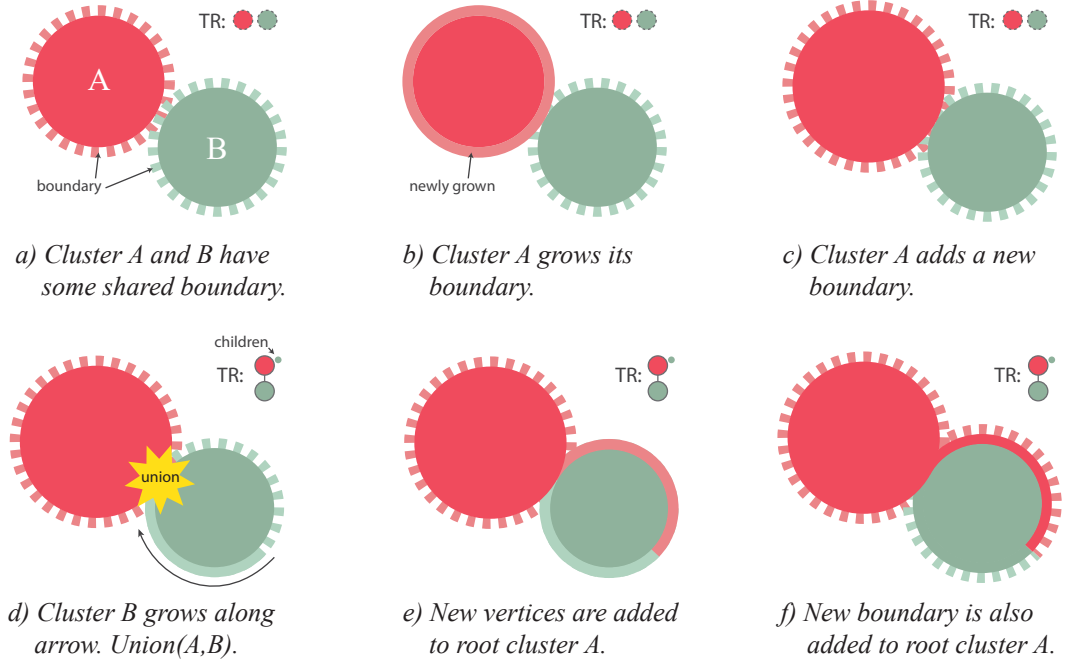 TR:
A
B
boundary
a) Cluster A and B have
some shared boundary.
TR:
newly grown
b) Cluster A grows its
boundary.
TR:
c) Cluster A adds a new
boundary.
children
TR:
union
d) Cluster B grows along
arrow. Union(A,B).
TR:
e) New vertices are added
to root cluster A.
TR:
f) New boundary is also
added to root cluster A.